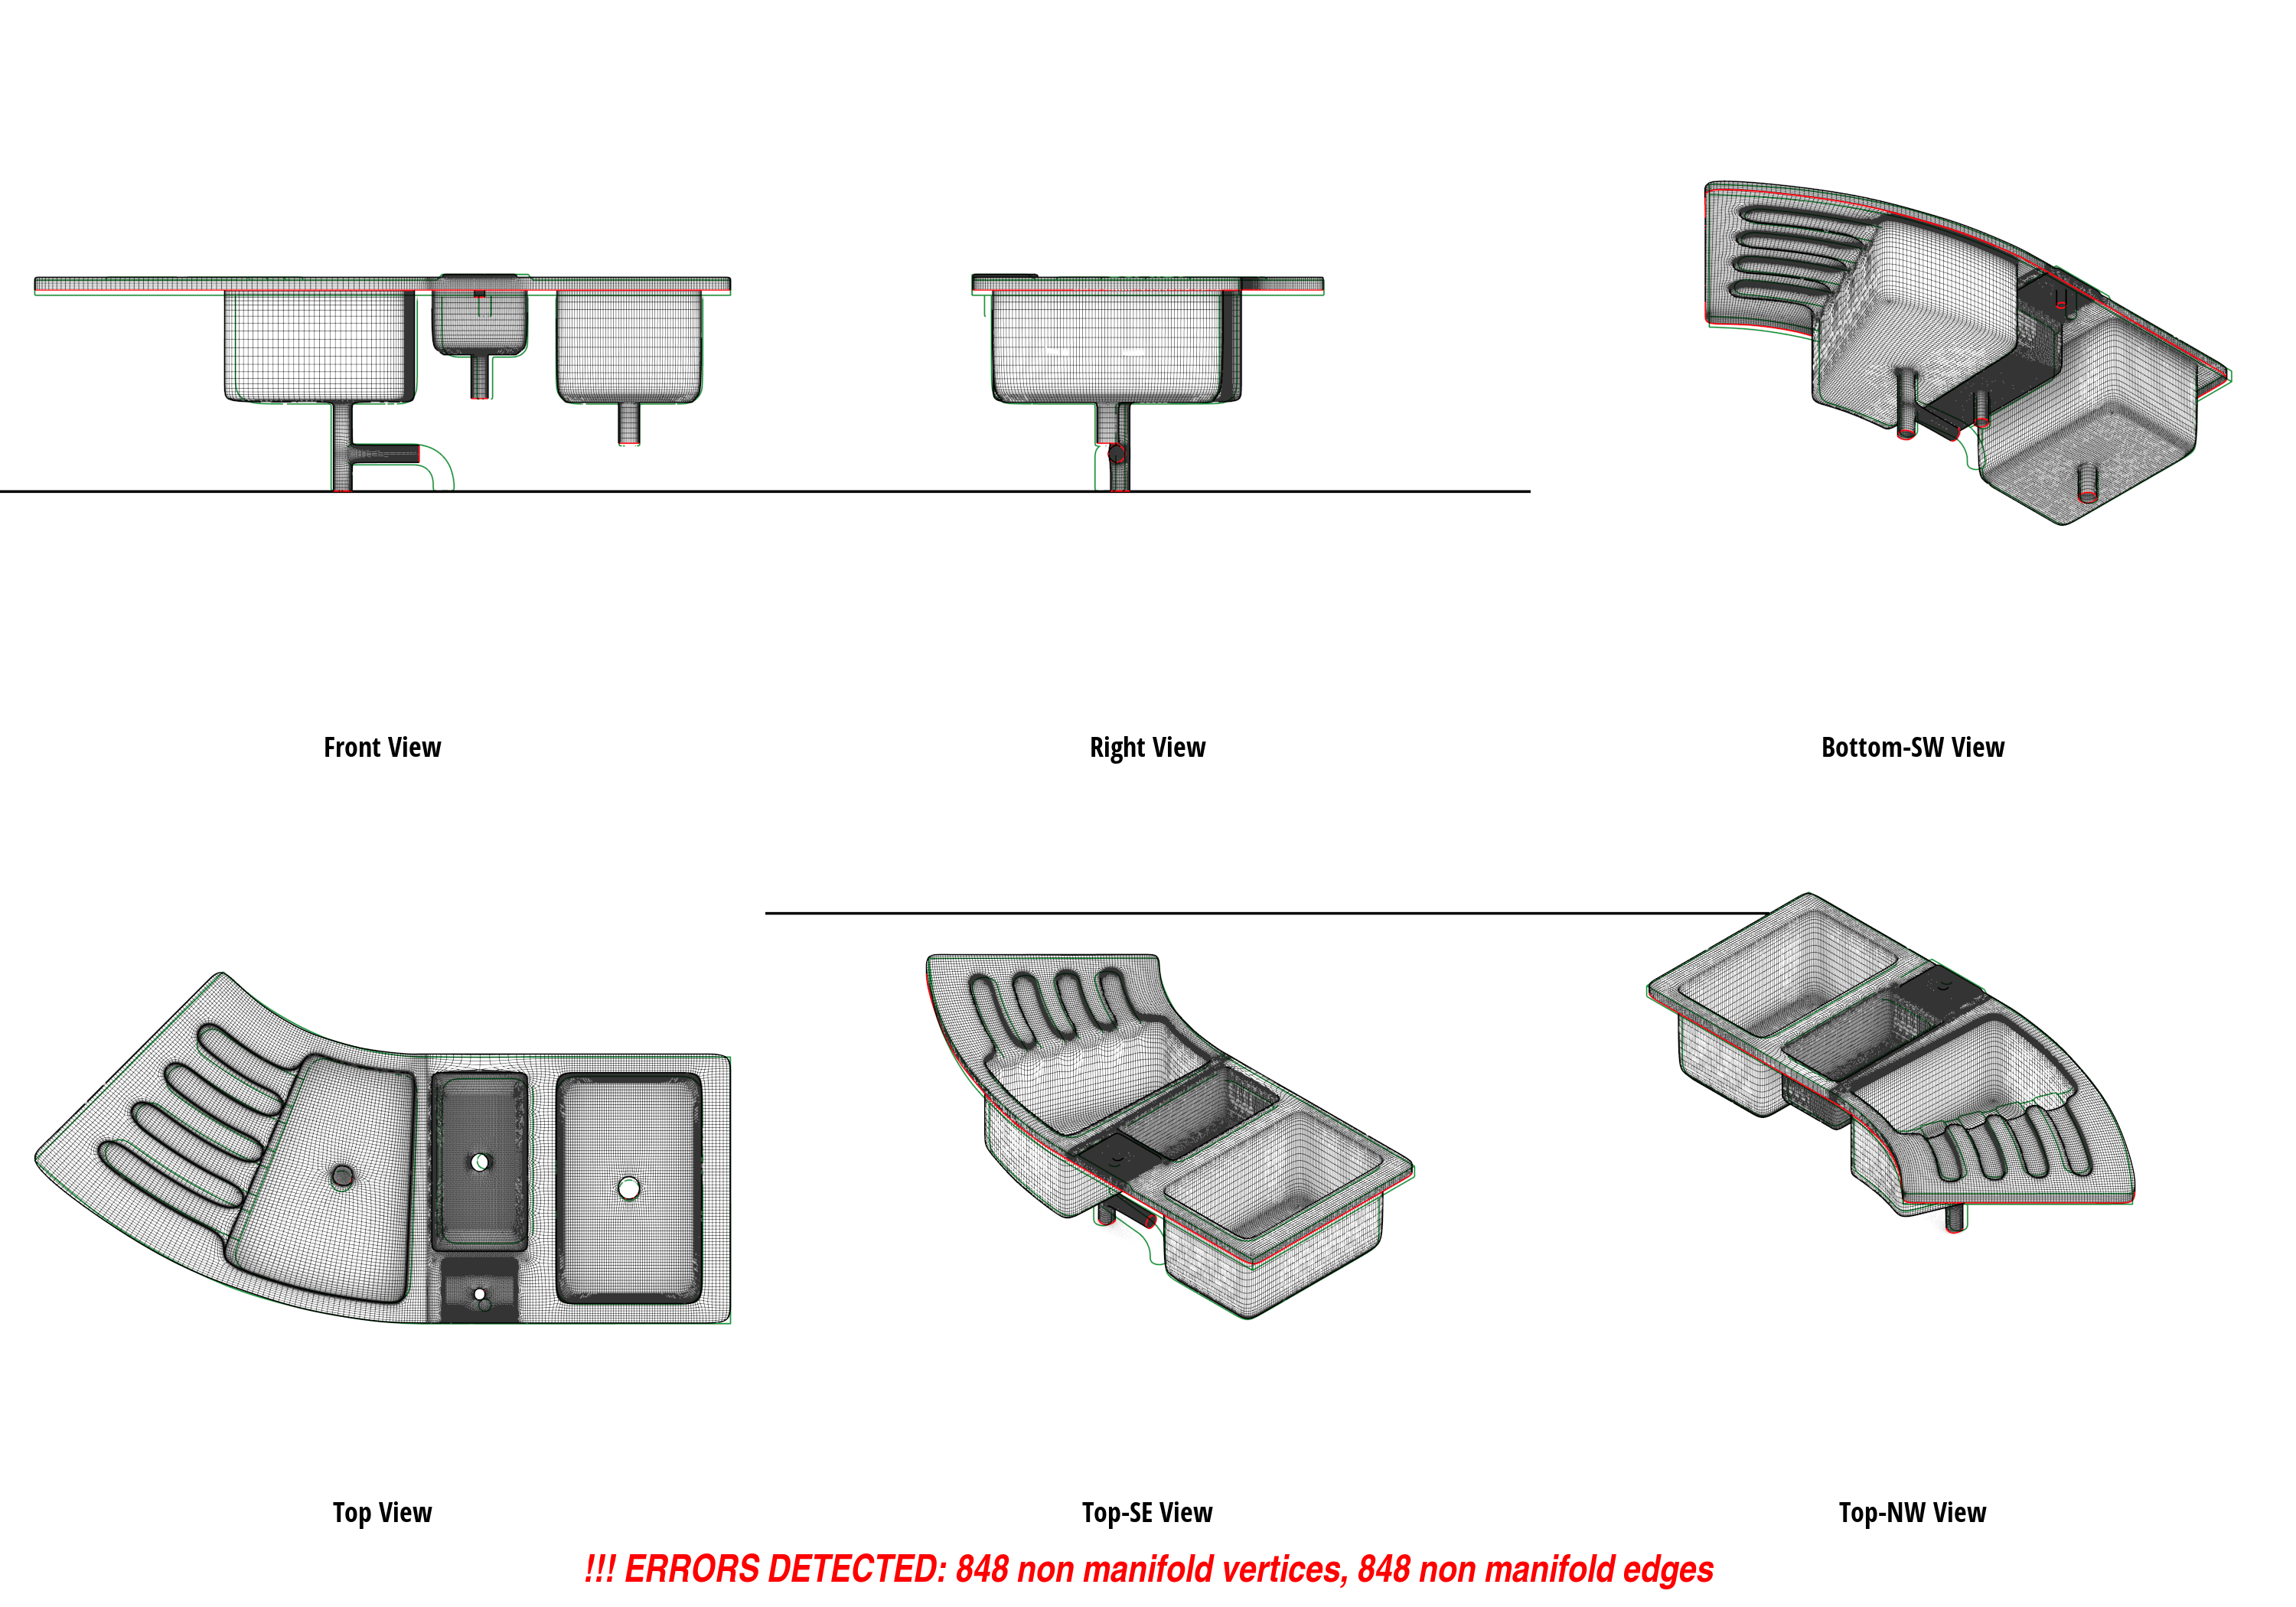 Front View
Right View
Bottom-SW View
Top View
Top-SE View
Top-NW View
!!! ERRORS DETECTED: 848 non manifold vertices, 848 non manifold edges